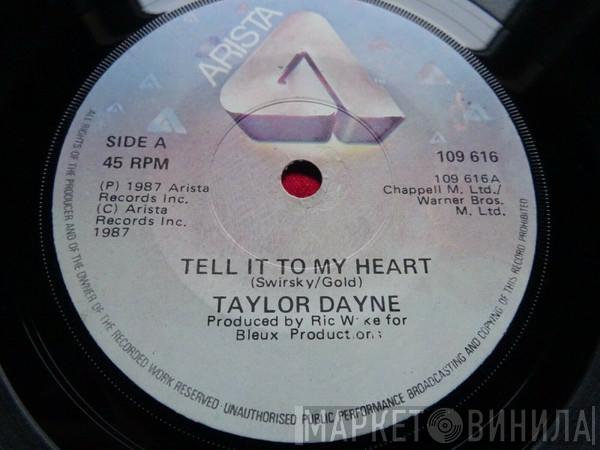 ARISTA
SIDE A
45 RPM
109 616
(P) 1987 Arista
Records Inc.
(C) Arista
Records Inc.
1987
109 616A
Chappell M. Ltd./
Warner Bros.
M. Ltd.
TELL IT TO MY HEART
(Swirsky/Gold)
TAYLOR DAYNE
Produced by Ric Wake for
Bleux Productions
ALL RIGHTS OF THE PRODUCER AND OF THE OWNER OF THE RECORDED WORK RESERVED · UNAUTHORISED PUBLIC PERFORMANCE BROADCASTING AND COPYING OF THIS RECORD PROHIBITED
МАРКЕТ ВИНИЛА